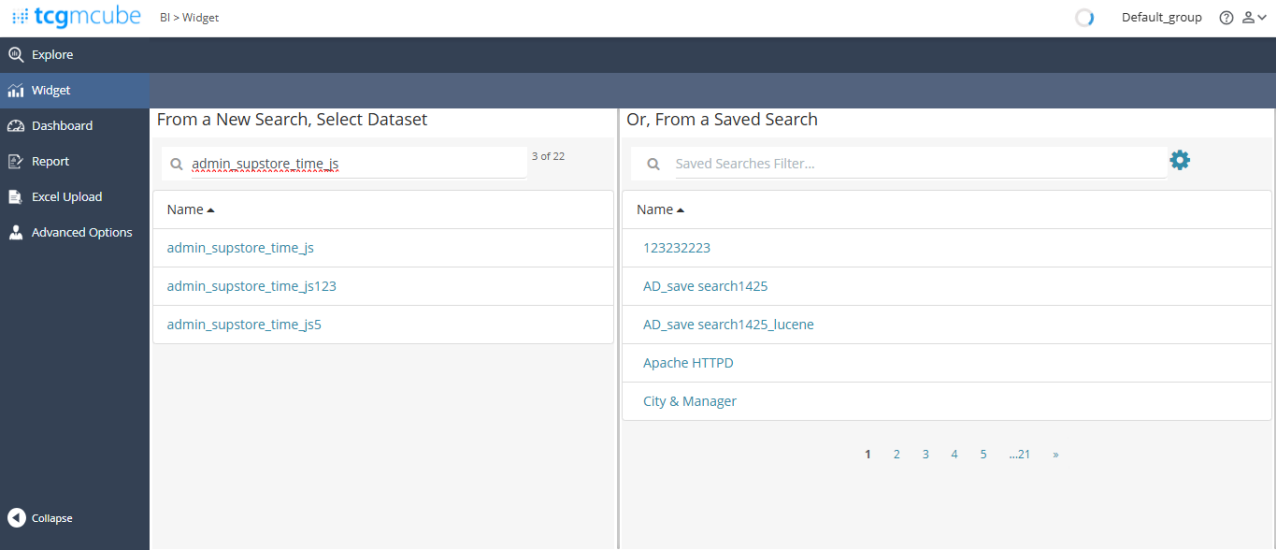 tcgmcube
BI > Widget
Default_group
Explore
Widget
Dashboard
Report
Excel Upload
Advanced Options
Collapse
From a New Search, Select Dataset
admin_supstore_time_js
3 of 22
Name
admin_supstore_time_js
admin_supstore_time_js123
admin_supstore_time_js5
Or, From a Saved Search
Saved Searches Filter...
Name
123232223
AD_save search1425
AD_save search1425_lucene
Apache HTTPD
City & Manager
1 2 3 4 5 ...21 »